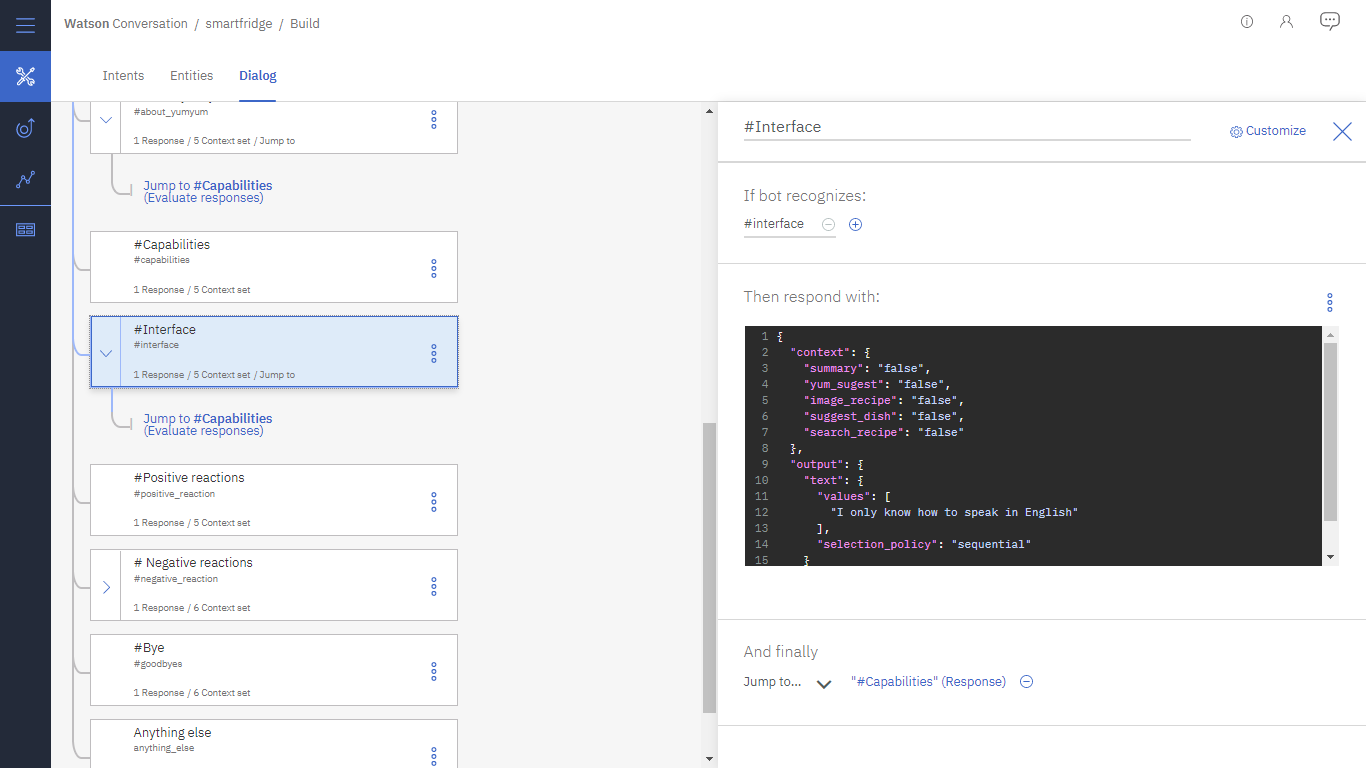 Watson Conversation / smartfridge / Build
Intents Entities Dialog
#about_yumyum
1 Response / 5 Context set / Jump to
Jump to #Capabilities
(Evaluate responses)
#Capabilities
#capabilities
1 Response / 5 Context set
#Interface
#interface
1 Response / 5 Context set / Jump to
Jump to #Capabilities
(Evaluate responses)
#Positive reactions
#positive_reaction
1 Response / 5 Context set
# Negative reactions
#negative_reaction
1 Response / 6 Context set
#Bye
#goodbyes
1 Response / 6 Context set
Anything else
anything_else
#Interface
Customize
If bot recognizes:
#interface
Then respond with:
1 {
2 "context": {
3 "summary": "false",
4 "yum_sugest": "false",
5 "image_recipe": "false",
6 "suggest_dish": "false",
7 "search_recipe": "false"
8 },
9 "output": {
10 "text": {
11 "values": [
12 "I only know how to speak in English"
13 ],
14 "selection_policy": "sequential"
15 }
And finally
Jump to... "#Capabilities" (Response)